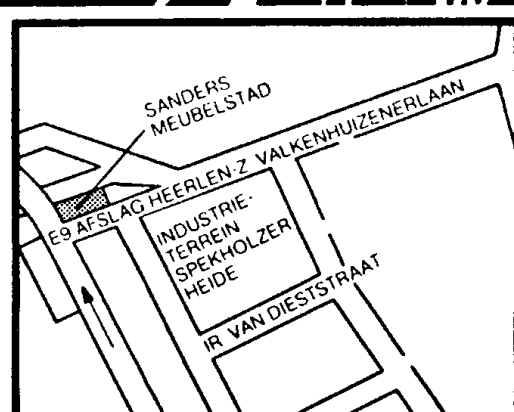 SANDERS
MEUBELSTAD
E9 AFSLAG HEERLEN-Z VALKENHUIZENERLAAN
INDUSTRIE-
TERREIN
SPEKHOLZER
HEIDE
IR VAN DIESTSTRAAT